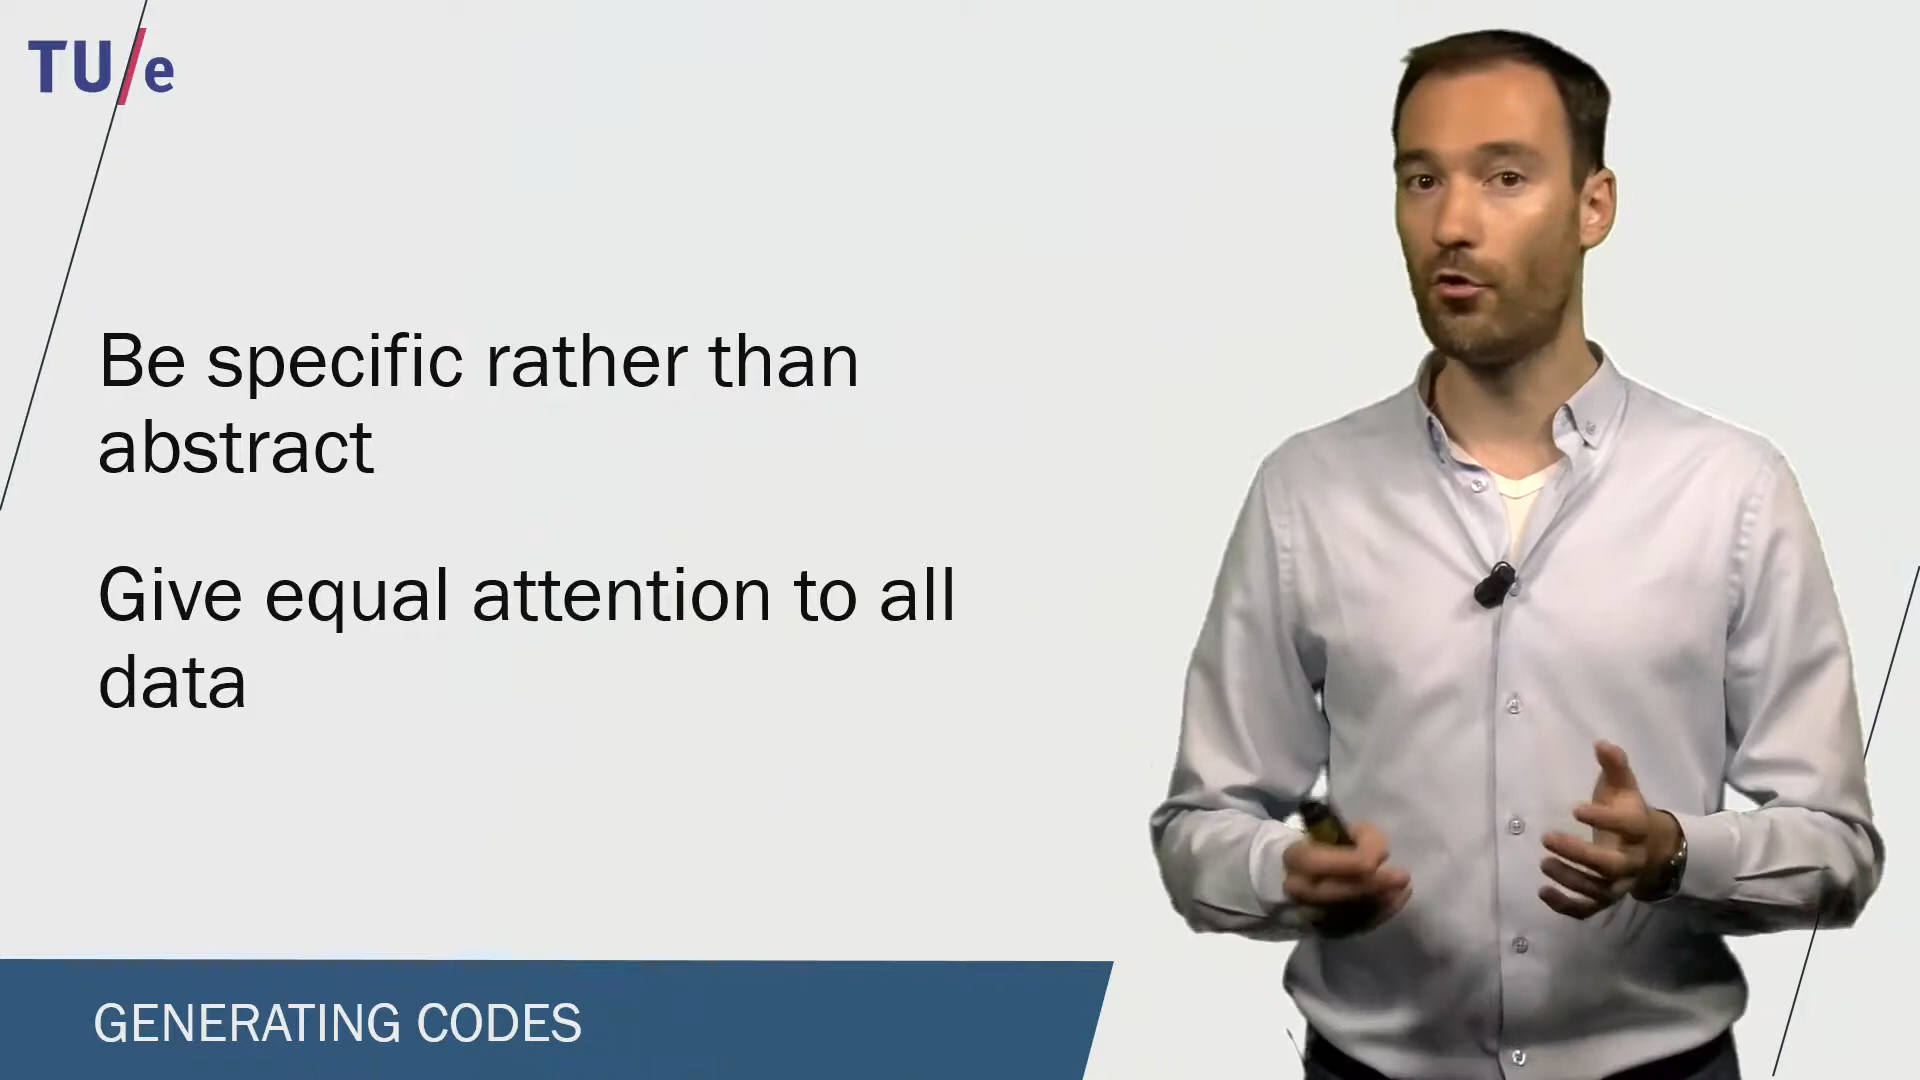 TU/e
Be specific rather than
abstract
Give equal attention to all
data
GENERATING CODES